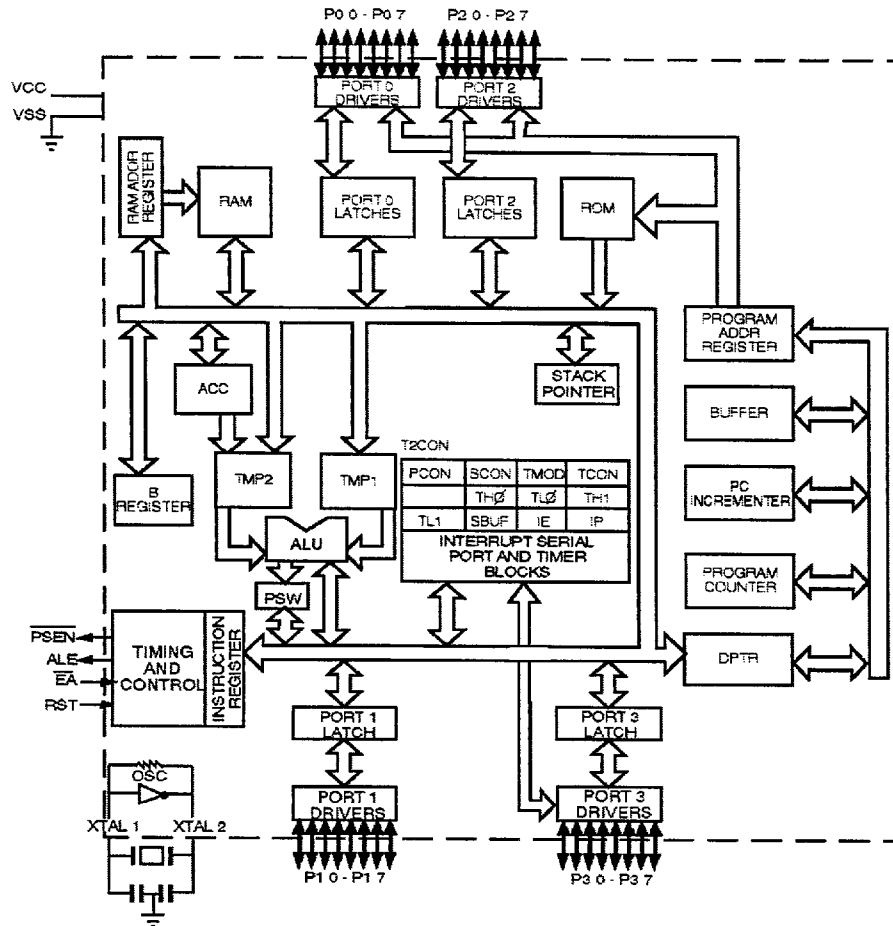 P0 0 - P0 7
P2 0 - P2 7
VCC
VSS
PORT 0
DRIVERS
PORT 2
DRIVERS
RAM ADDR
REGISTER
RAM
PORT 0
LATCHES
PORT 2
LATCHES
ROM
PROGRAM
ADDR
REGISTER
ACC
STACK
POINTER
BUFFER
T2CON
B
REGISTER
TMP2
TMP1
PCON SCON TMOD TCON
TH0 TL0 TH1
TL1 SBUF IE IP
INTERRUPT SERIAL
PORT AND TIMER
BLOCKS
PC
INCREMENTER
ALU
PSW
PROGRAM
COUNTER
PSEN
ALE
EA
RST
TIMING
AND
CONTROL
INSTRUCTION
REGISTER
DPTR
PORT 1
LATCH
PORT 3
LATCH
OSC
XTAL 1
XTAL 2
PORT 1
DRIVERS
PORT 3
DRIVERS
P1 0 - P1 7
P3 0 - P3 7